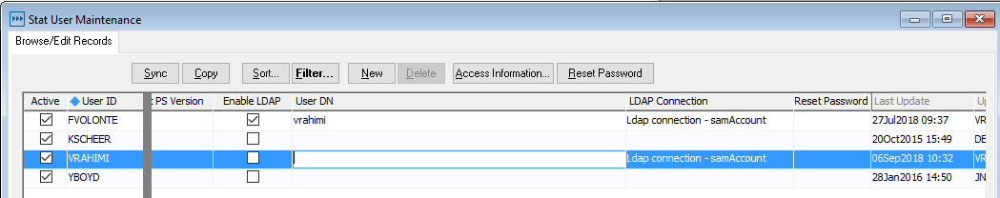 Stat User Maintenance
Browse/Edit Records
Sync Copy Sort... Filter... New Delete Access Information... Reset Password
Active User ID t PS Version Enable LDAP User DN LDAP Connection Reset Password Last Update Up
FVOLONTE vrahimi Ldap connection - samAccount 27Jul2018 09:37 VR
KSCHEER 20Oct2015 15:49 DE
VRAHIMI Ldap connection - samAccount 06Sep2018 10:32 VR
YBOYD 28Jan2016 14:50 JN